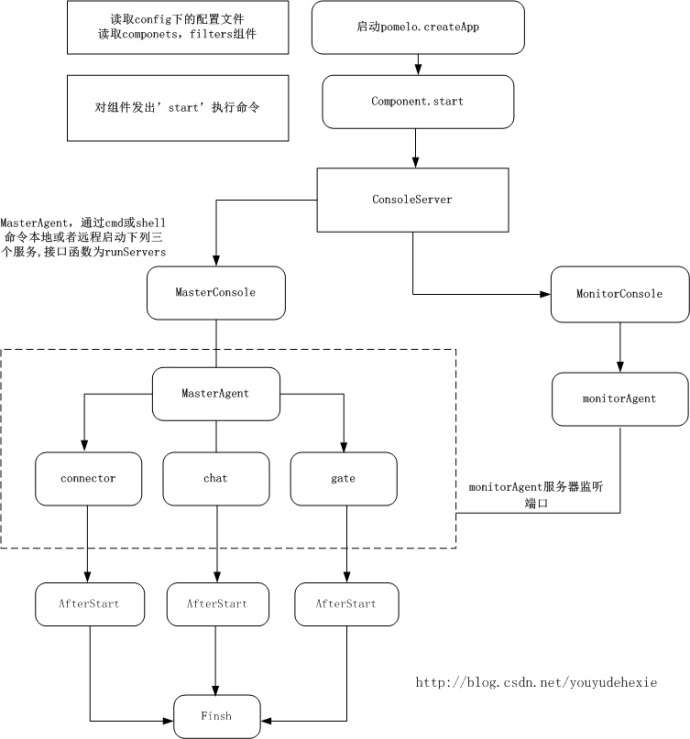 读取config下的配置文件
读取componets，filters组件
启动pomelo.createApp
对组件发出’start’执行命令
Component.start
ConsoleServer
MasterAgent，通过cmd或shell
命令本地或者远程启动下列三
个服务,接口函数为runServers
MasterConsole
MonitorConsole
MasterAgent
monitorAgent
connector
chat
gate
monitorAgent服务器监听
端口
AfterStart
AfterStart
AfterStart
http://blog.csdn.net/youyudehexie
Finsh